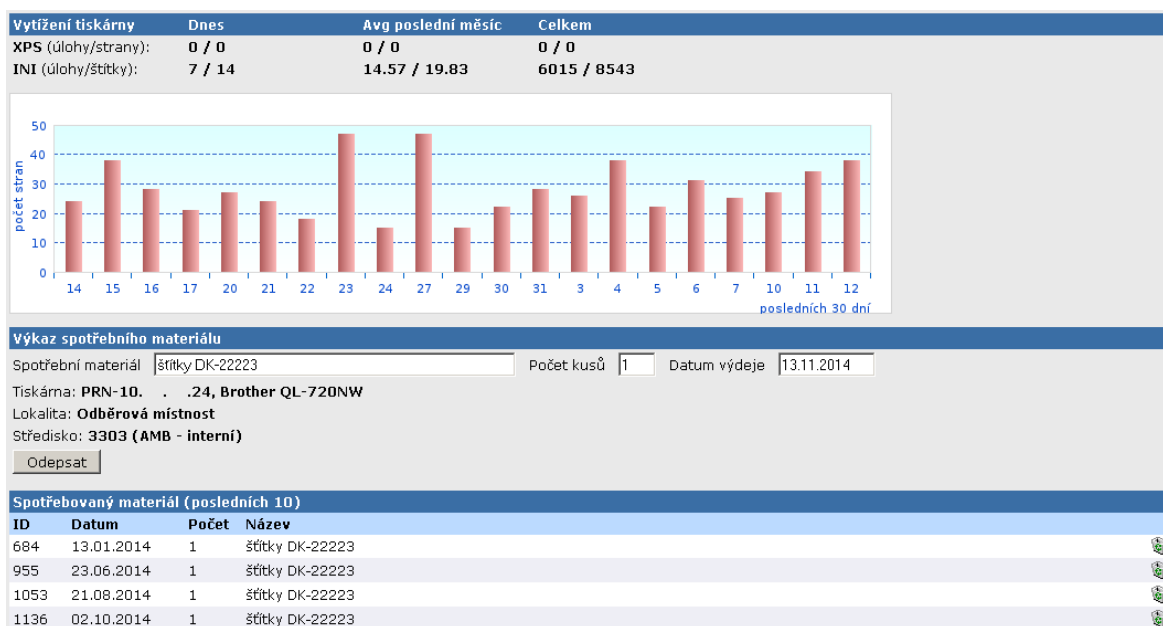 Vytížení tiskárny Dnes Avg poslední měsíc Celkem
XPS (úlohy/strany): 0 / 0 0 / 0 0 / 0
INI (úlohy/štítky): 7 / 14 14.57 / 19.83 6015 / 8543
počet stran
50
40
30
20
10
0
14 15 16 17 20 21 22 23 24 27 29 30 31 3 4 5 6 7 10 11 12
posledních 30 dní
Výkaz spotřebního materiálu
Spotřební materiál štítky DK-22223 Počet kusů 1 Datum výdeje 13.11.2014
Tiskárna: PRN-10. . .24, Brother QL-720NW
Lokalita: Odběrová místnost
Středisko: 3303 (AMB - interní)
Odepsat
Spotřebovaný materiál (posledních 10)
ID Datum Počet Název
684 13.01.2014 1 šťítky DK-22223
955 23.06.2014 1 šťítky DK-22223
1053 21.08.2014 1 šťítky DK-22223
1136 02.10.2014 1 šťítky DK-22223